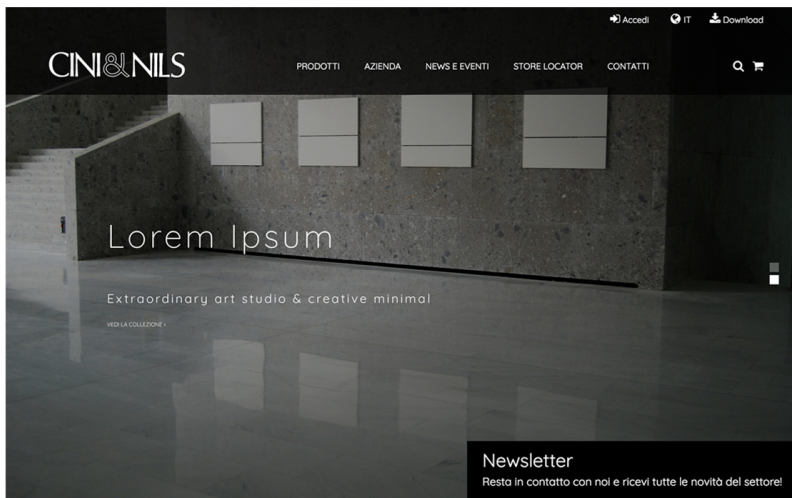 Accedi IT Download
CINI&NILS PRODOTTI AZIENDA NEWS E EVENTI STORE LOCATOR CONTATTI
Lorem Ipsum
Extraordinary art studio & creative minimal
VEDI LA COLLEZIONE ›
Newsletter
Resta in contatto con noi e ricevi tutte le novità del settore!